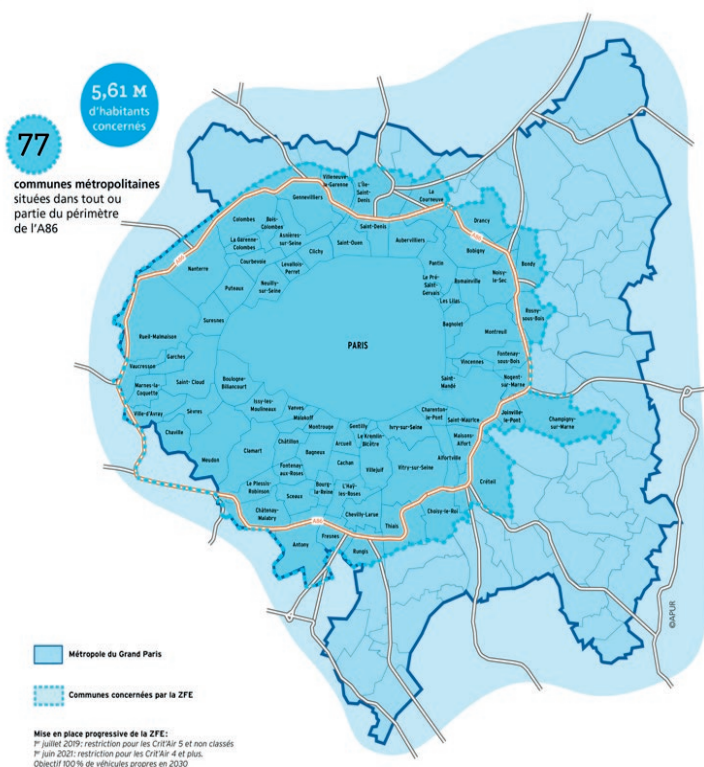 5,61 M
d'habitants
concernés
77
communes métropolitaines
situées dans tout ou
partie du périmètre
de l'A86
Villeneuve-
la-Garenne
L'Île-
Saint-
Denis
La
Courneuve
Gennevilliers
Colombes
Bois-
Colombes
Asnières-
sur-Seine
Saint-Denis
Drancy
La Garenne-
Colombes
Saint-Ouen
Aubervilliers
A86
Bobigny
A86
Courbevoie
Clichy
Levallois-
Perret
Pantin
Bondy
Nanterre
Noisy-
le-Sec
Puteaux
Neuilly-
sur-Seine
Le Pré-
Saint-
Gervais
Romainville
Les Lilas
Rosny-
sous-Bois
Suresnes
Bagnolet
Montreuil
Rueil-Malmaison
PARIS
Fontenay-
sous-Bois
Vaucresson
Garches
Vincennes
Marnes-la-
Coquette
Saint- Cloud
Boulogne-
Billancourt
Saint-
Mandé
Nogent-
sur-Marne
Ville-d'Avray
Sèvres
Issy-les-
Moulineaux
Vanves
Malakoff
Charenton-
le-Pont
Saint-Maurice
Joinville-
le-Pont
Champigny-
sur-Marne
Chaville
Montrouge
Gentilly
Le Kremlin-
Bicêtre
Ivry-sur-Seine
Maisons-
Alfort
Meudon
Clamart
Châtillon
Bagneux
Arcueil
Cachan
Villejuif
Vitry-sur-Seine
Alfortville
Fontenay-
aux-Roses
Créteil
Le Plessis-
Robinson
Sceaux
Bourg-
la-Reine
L'Haÿ-
les-Roses
Châtenay-
Malabry
Chevilly-Larue
Thiais
Choisy-le-Roi
A86
Antony
Fresnes
Rungis
©APUR
Métropole du Grand Paris
Communes concernées par la ZFE
Mise en place progressive de la ZFE:
1er juillet 2019: restriction pour les Crit'Air 5 et non classés
1er juin 2021: restriction pour les Crit'Air 4 et plus.
Objectif 100% de véhicules propres en 2030